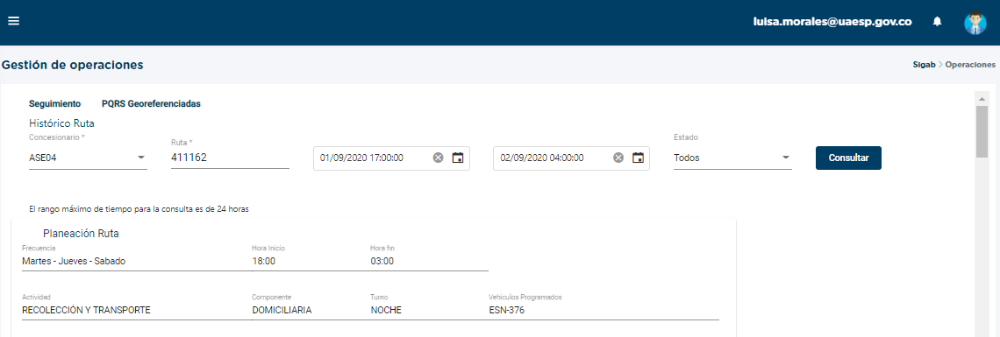 luisa.morales@uaesp.gov.co
Gestión de operaciones
Sigab > Operaciones
Seguimiento PQRS Georeferenciadas
Histórico Ruta
Concesionario * Ruta * Estado
ASE04 411162 01/09/2020 17:00:00 02/09/2020 04:00:00 Todos Consultar
El rango máximo de tiempo para la consulta es de 24 horas
Planeación Ruta
Frecuencia Hora Inicio Hora fin
Martes - Jueves - Sabado 18:00 03:00
Actividad Componente Turno Vehiculos Programados
RECOLECCIÓN Y TRANSPORTE DOMICILIARIA NOCHE ESN-376